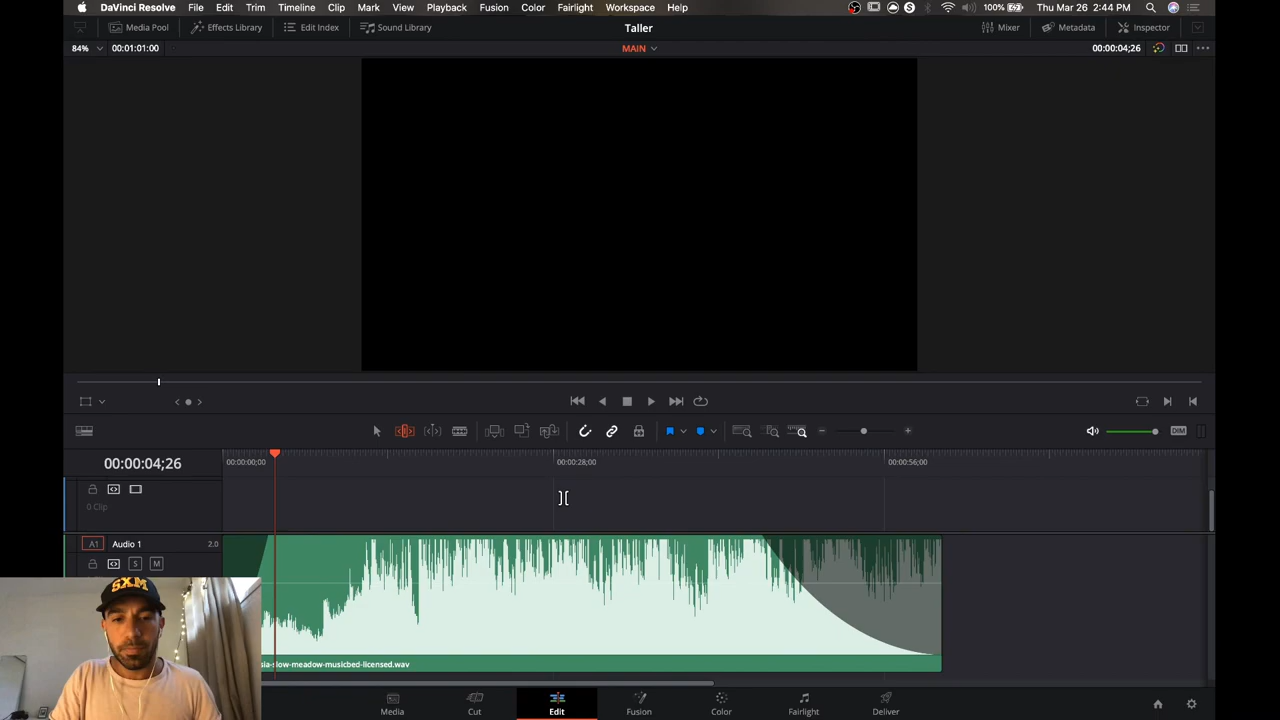 DaVinci Resolve File Edit Trim Timeline Clip Mark View Playback Fusion Color Fairlight Workspace Help 100% Thu Mar 26 2:44 PM
Media Pool Effects Library Edit Index Sound Library Taller Mixer Metadata Inspector
84% 00:01:01:00 MAIN 00:00:04;26
DIM
00:00:04;26 00:00:00;00 00:00:28;00 00:00:56;00
0 Clip
A1 Audio 1 2.0
S M
SXM
-slow-meadow-musicbed-licensed.wav
Media Cut Edit Fusion Color Fairlight Deliver